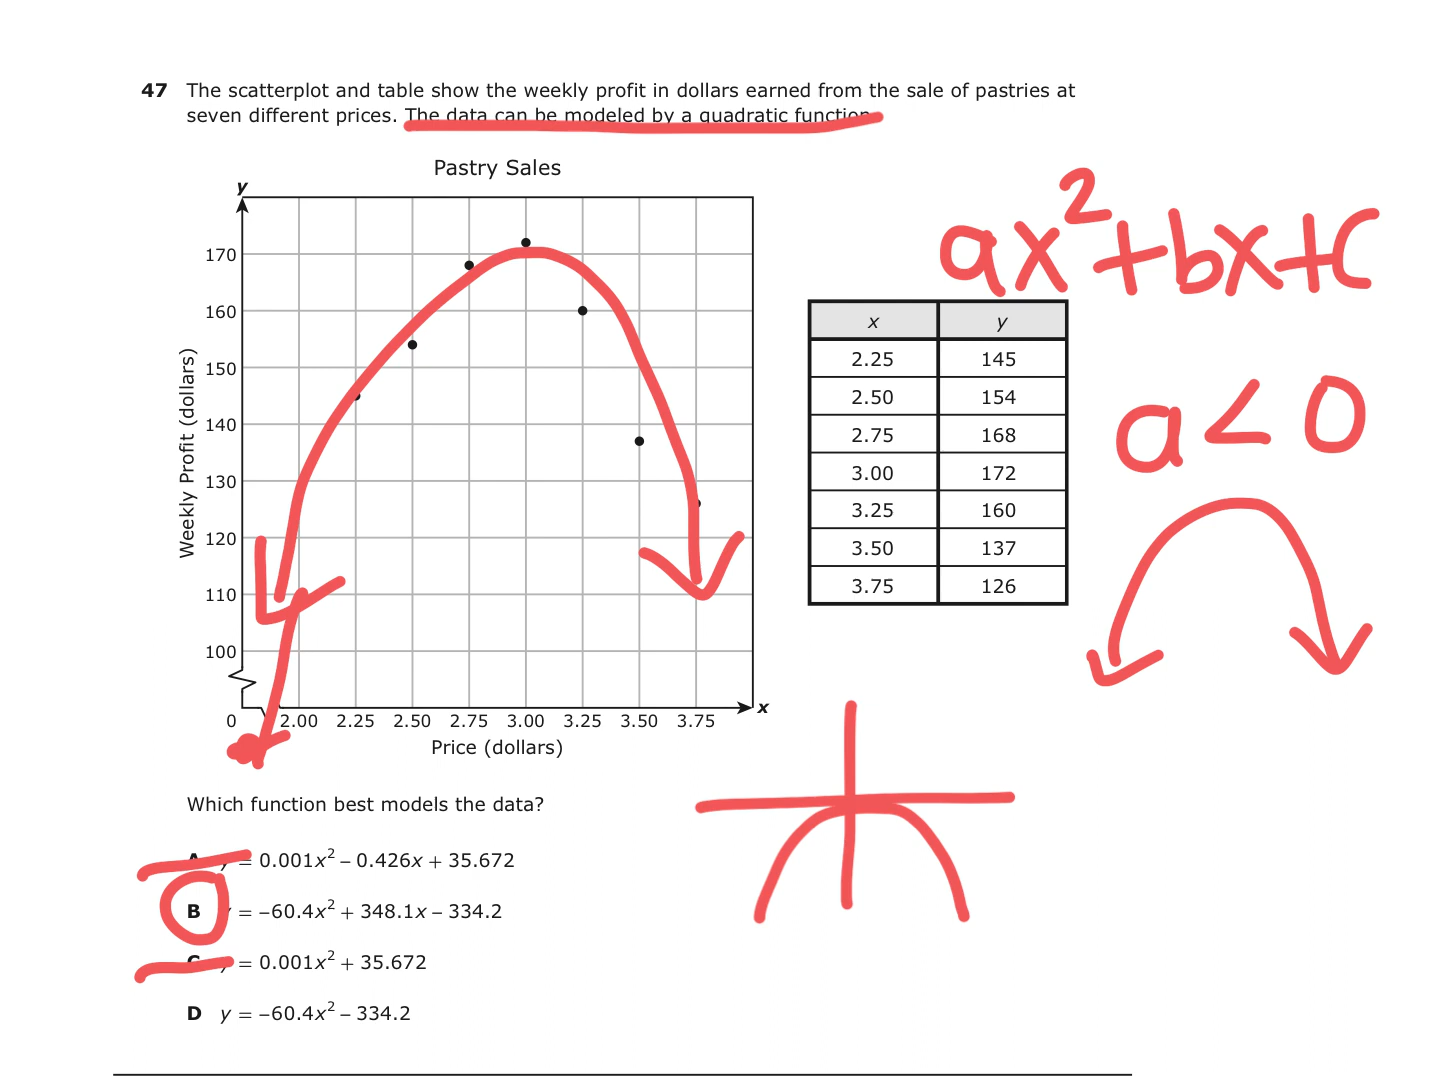 47 The scatterplot and table show the weekly profit in dollars earned from the sale of pastries at
seven different prices. The data can be modeled by a quadratic function.
Pastry Sales
y
170
160
150
140
130
120
110
100
0 2.00 2.25 2.50 2.75 3.00 3.25 3.50 3.75 x
Weekly Profit (dollars)
Price (dollars)
ax²+bx+c
x y
2.25 145
2.50 154
2.75 168
3.00 172
3.25 160
3.50 137
3.75 126
a < 0
Which function best models the data?
A y = 0.001x² – 0.426x + 35.672
B y = –60.4x² + 348.1x – 334.2
C y = 0.001x² + 35.672
D y = –60.4x² – 334.2